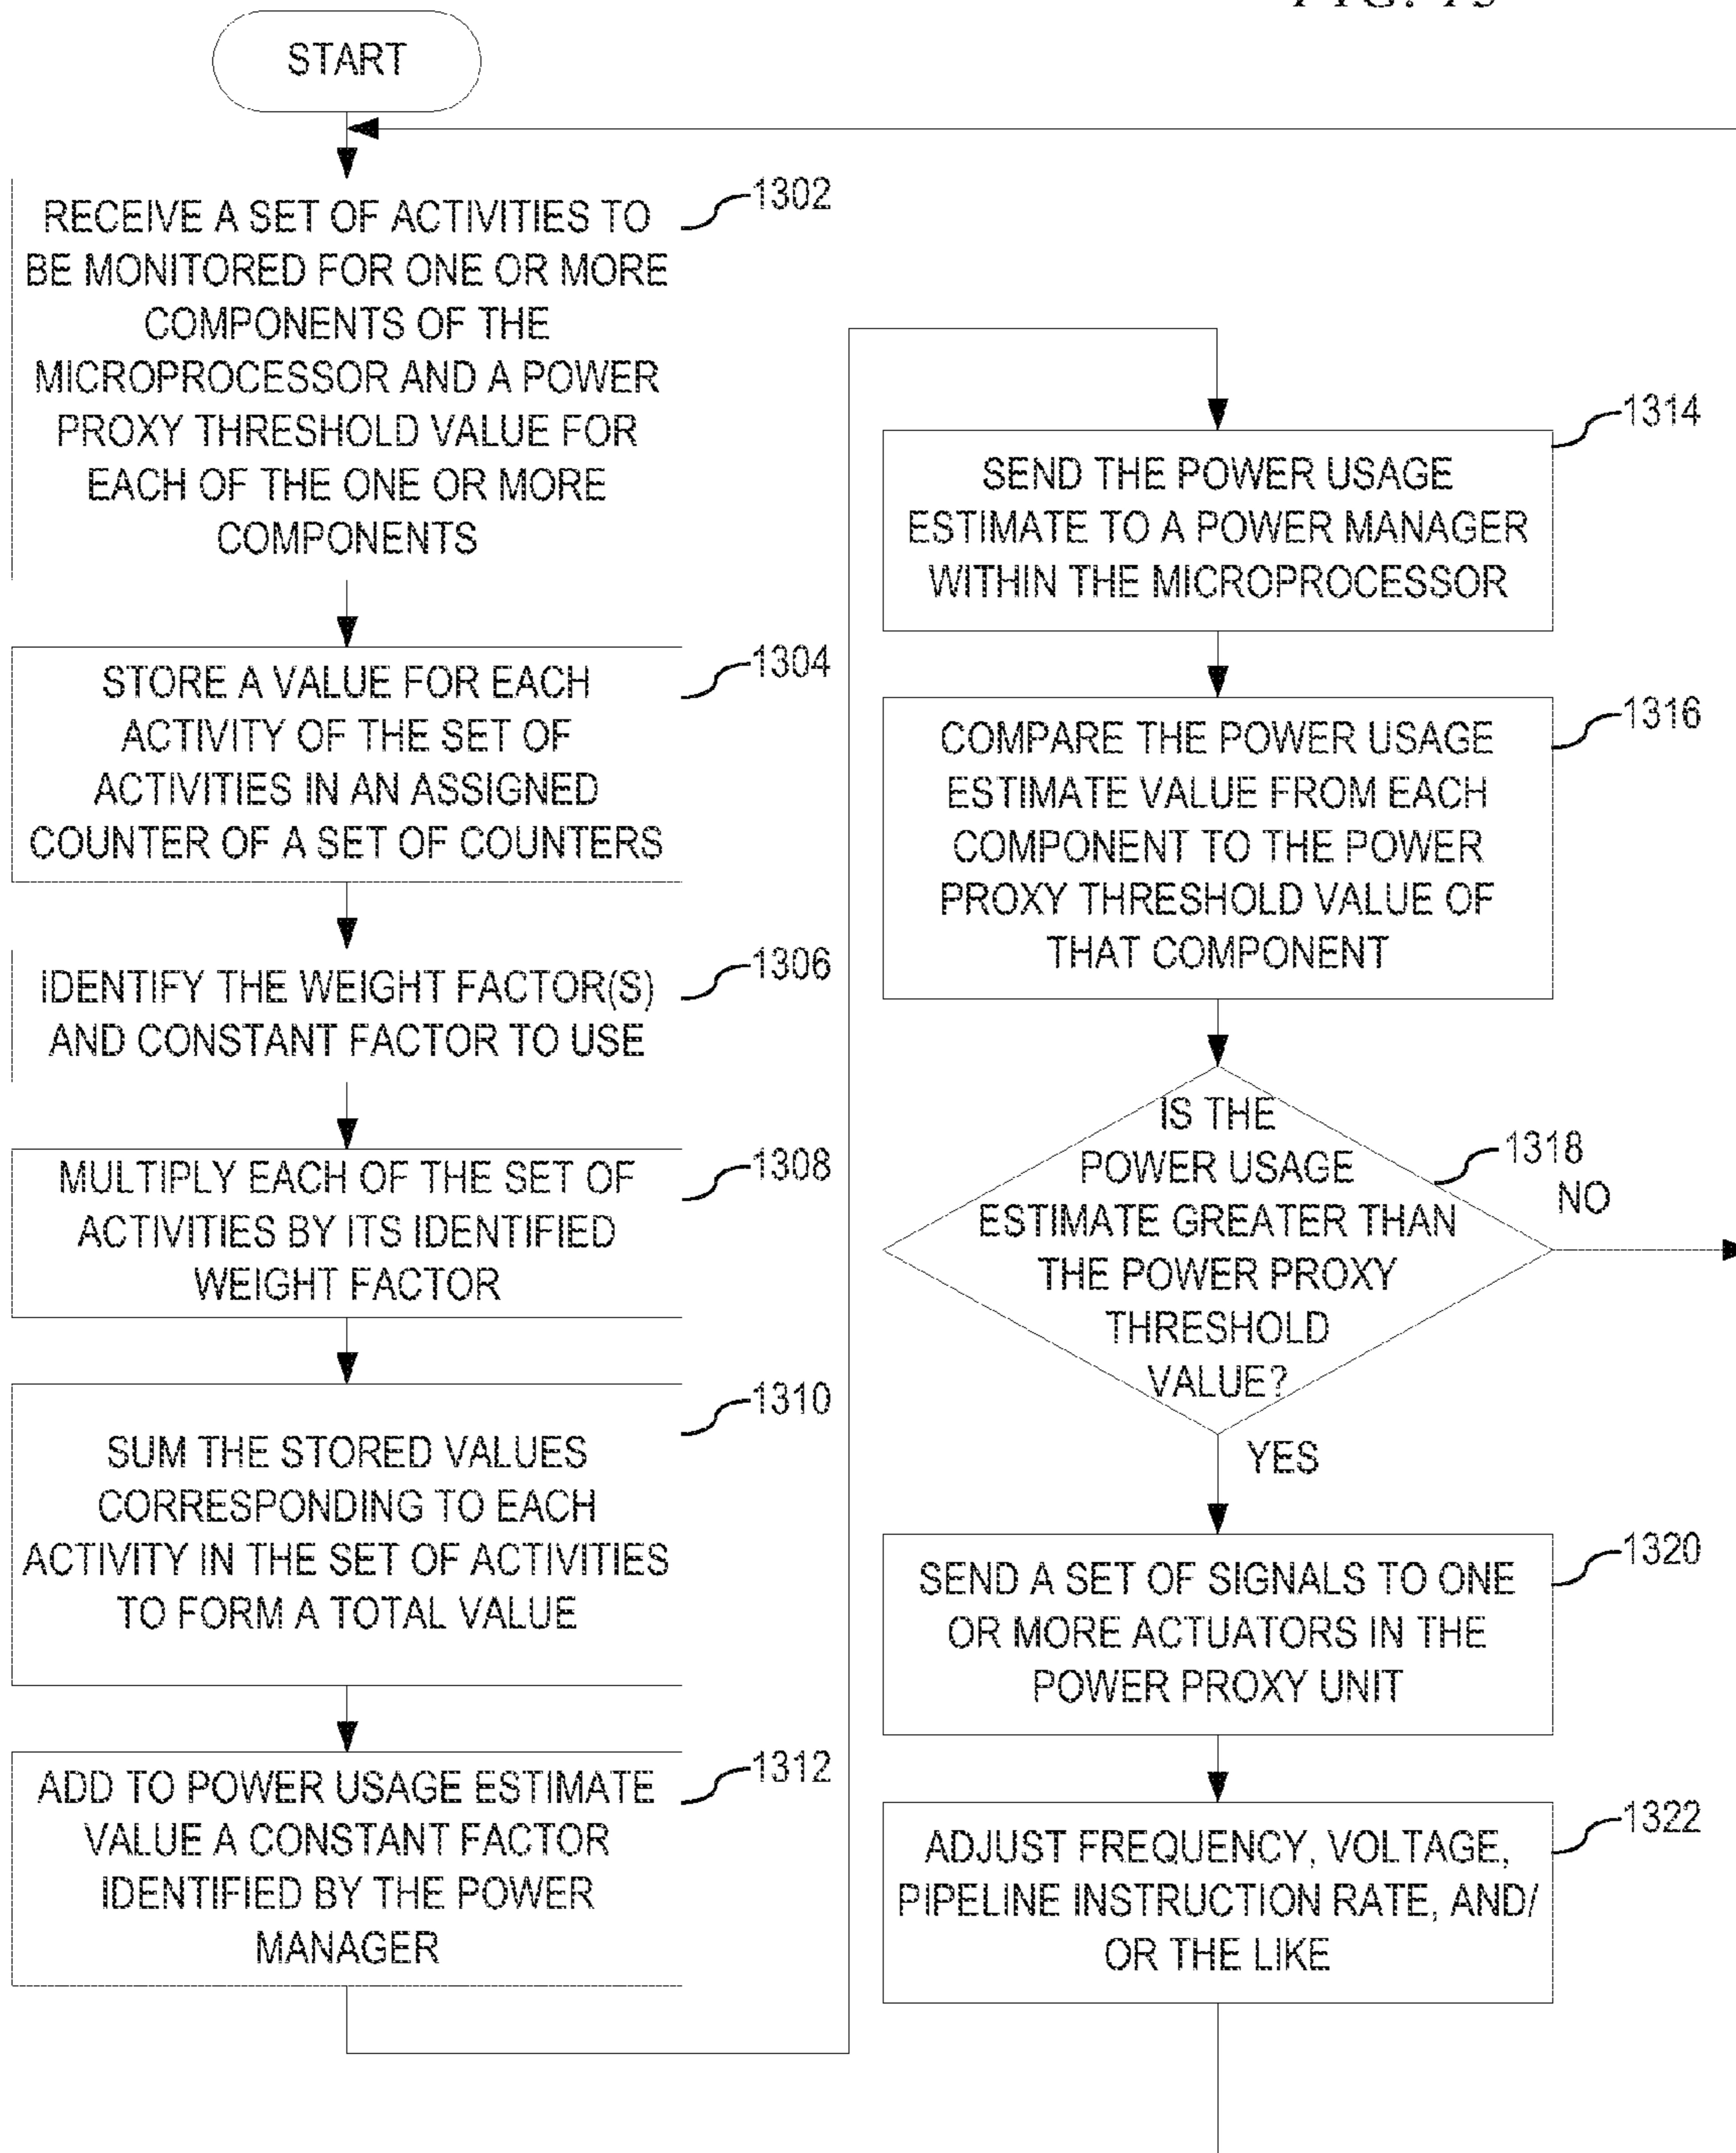 FIG. 13
START
RECEIVE A SET OF ACTIVITIES TO
BE MONITORED FOR ONE OR MORE
COMPONENTS OF THE
MICROPROCESSOR AND A POWER
PROXY THRESHOLD VALUE FOR
EACH OF THE ONE OR MORE
COMPONENTS
1302
STORE A VALUE FOR EACH
ACTIVITY OF THE SET OF
ACTIVITIES IN AN ASSIGNED
COUNTER OF A SET OF COUNTERS
1304
IDENTIFY THE WEIGHT FACTOR(S)
AND CONSTANT FACTOR TO USE
1306
MULTIPLY EACH OF THE SET OF
ACTIVITIES BY ITS IDENTIFIED
WEIGHT FACTOR
1308
SUM THE STORED VALUES
CORRESPONDING TO EACH
ACTIVITY IN THE SET OF ACTIVITIES
TO FORM A TOTAL VALUE
1310
ADD TO POWER USAGE ESTIMATE
VALUE A CONSTANT FACTOR
IDENTIFIED BY THE POWER
MANAGER
1312
SEND THE POWER USAGE
ESTIMATE TO A POWER MANAGER
WITHIN THE MICROPROCESSOR
1314
COMPARE THE POWER USAGE
ESTIMATE VALUE FROM EACH
COMPONENT TO THE POWER
PROXY THRESHOLD VALUE OF
THAT COMPONENT
1316
IS THE
POWER USAGE
ESTIMATE GREATER THAN
THE POWER PROXY
THRESHOLD
VALUE?
1318
NO
YES
SEND A SET OF SIGNALS TO ONE
OR MORE ACTUATORS IN THE
POWER PROXY UNIT
1320
ADJUST FREQUENCY, VOLTAGE,
PIPELINE INSTRUCTION RATE, AND/
OR THE LIKE
1322